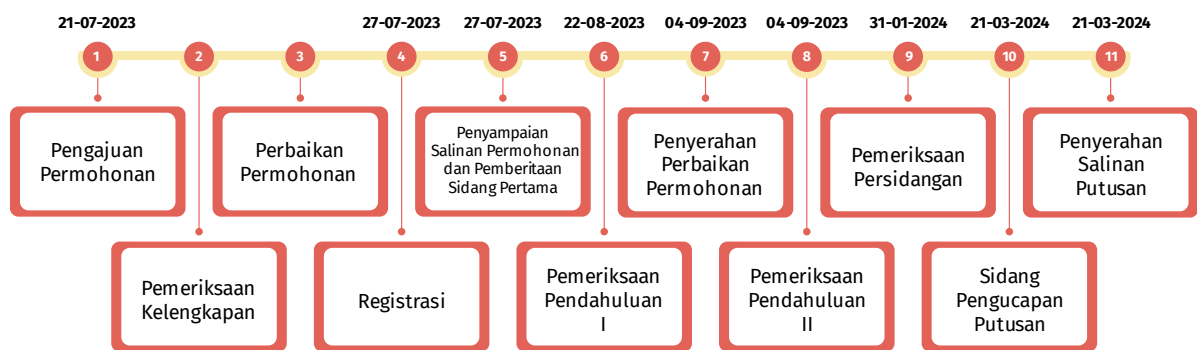 21-07-2023
27-07-2023
27-07-2023
22-08-2023
04-09-2023
04-09-2023
31-01-2024
21-03-2024
21-03-2024
1
2
3
4
5
6
7
8
9
10
11
Pengajuan
Permohonan
Perbaikan
Permohonan
Penyampaian
Salinan Permohonan
dan Pemberitaan
Sidang Pertama
Penyerahan
Perbaikan
Permohonan
Pemeriksaan
Persidangan
Penyerahan
Salinan
Putusan
Pemeriksaan
Kelengkapan
Registrasi
Pemeriksaan
Pendahuluan
I
Pemeriksaan
Pendahuluan
II
Sidang
Pengucapan
Putusan